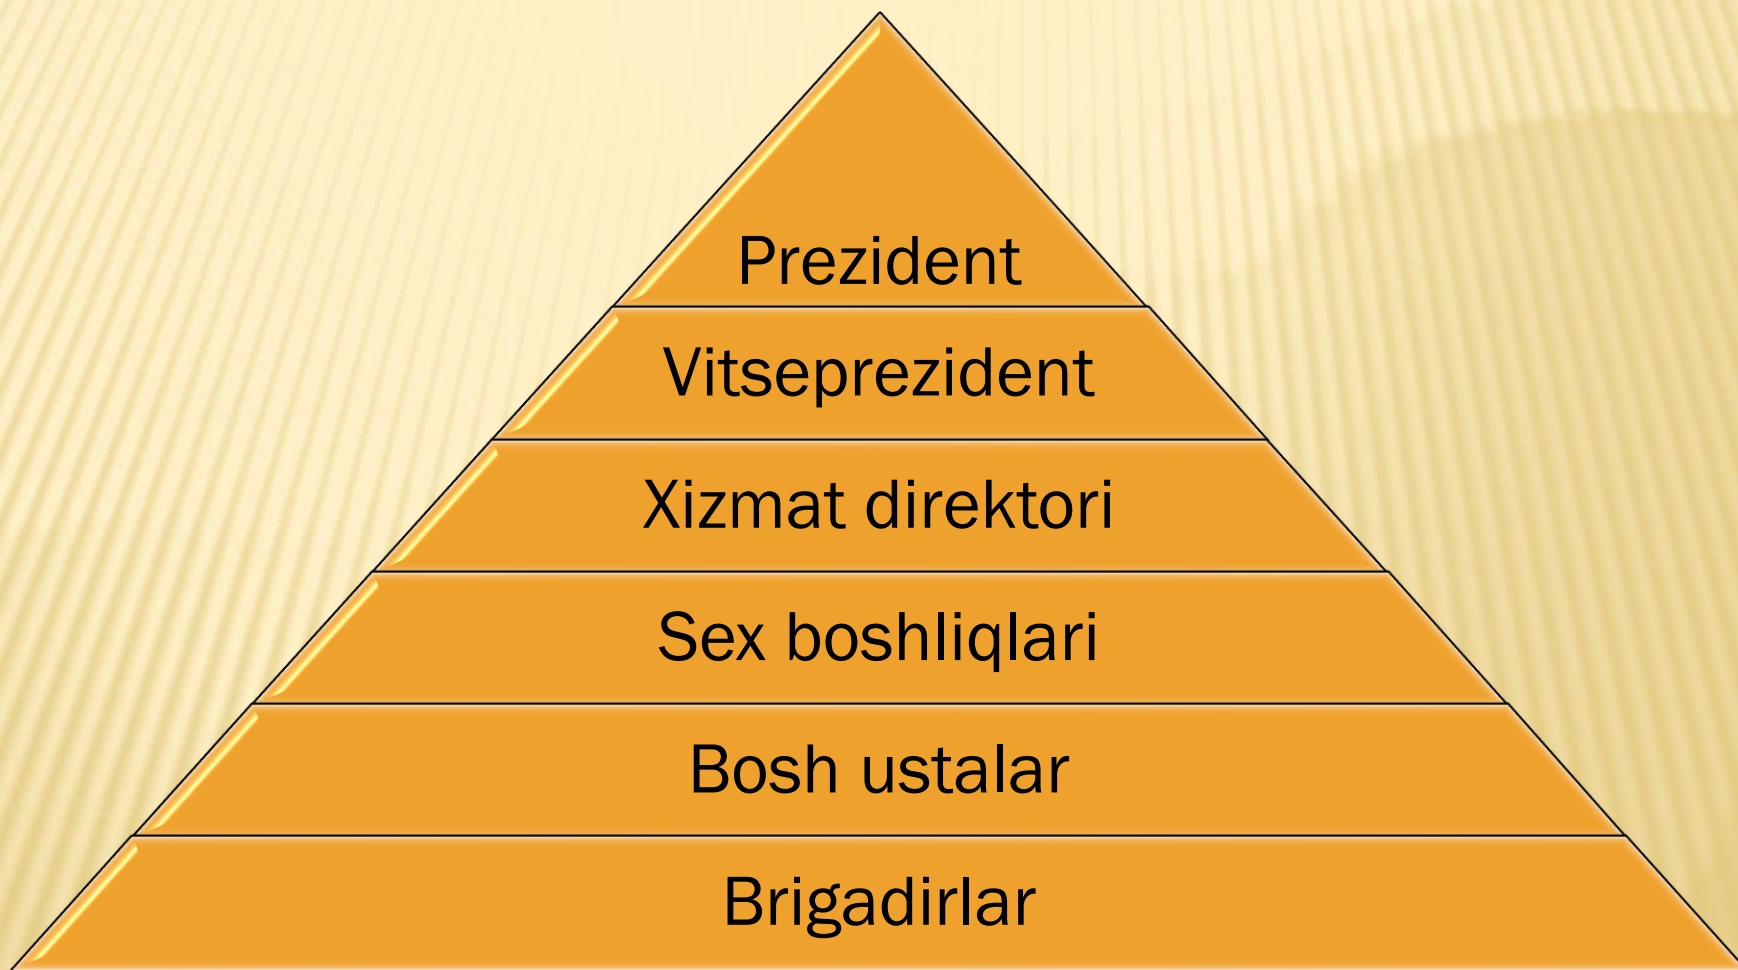 Prezident
Vitseprezident
Xizmat direktori
Sex boshliqlari
Bosh ustalar
Brigadirlar